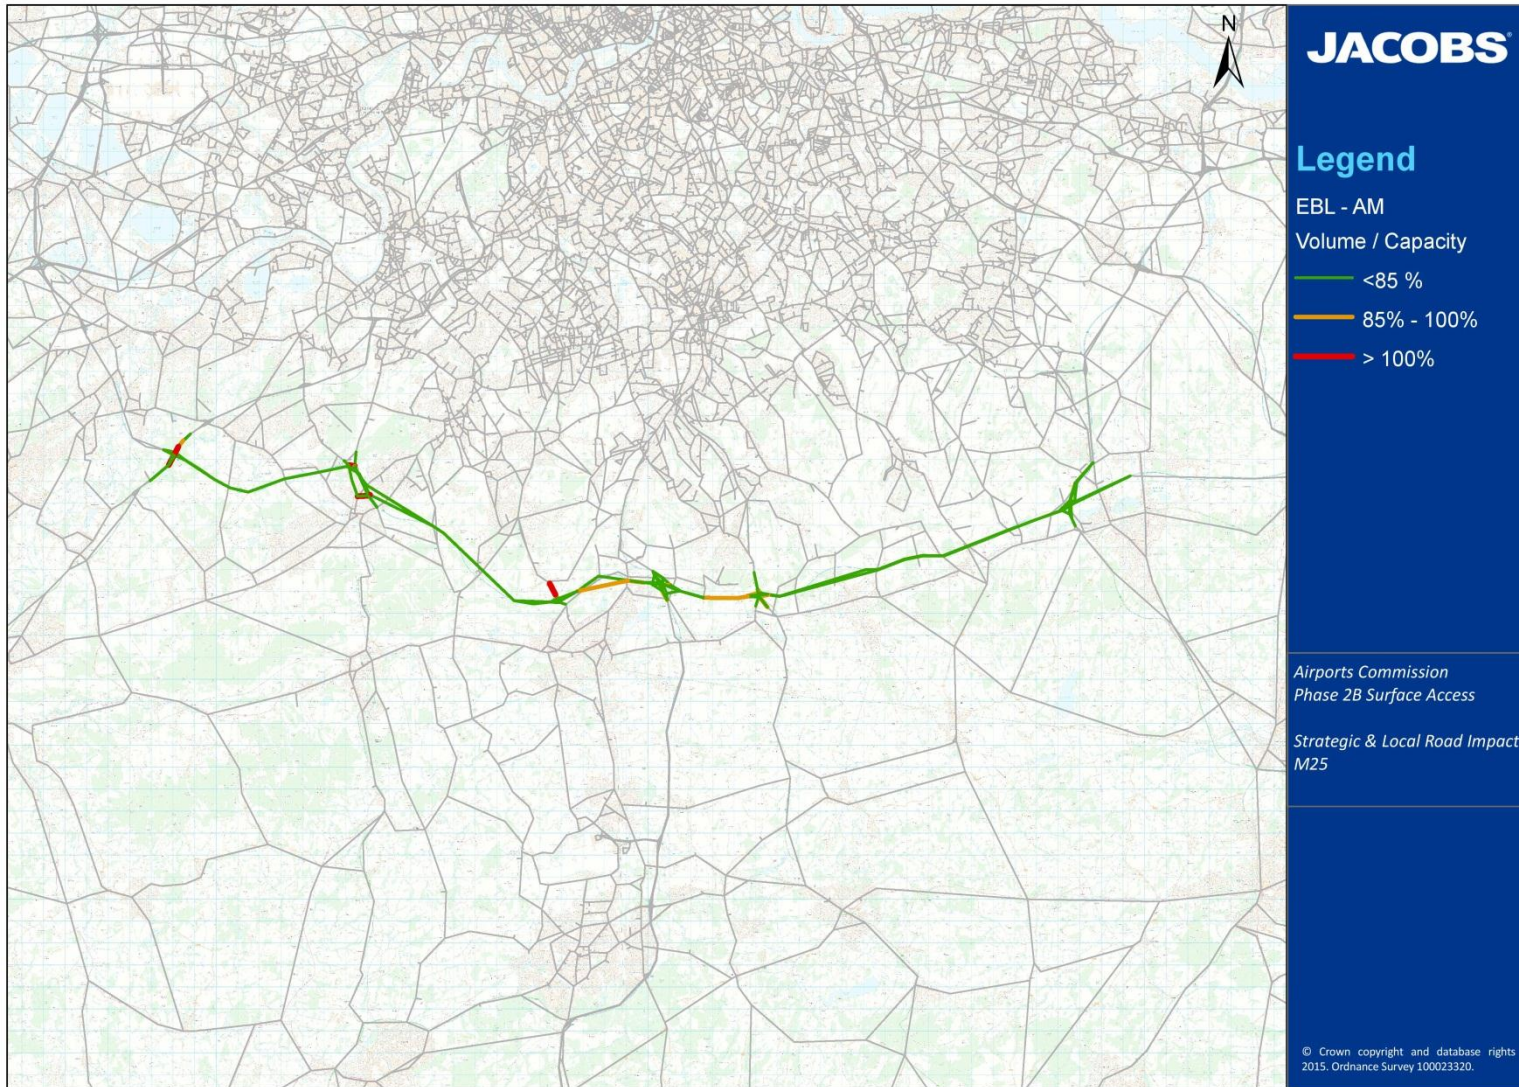 N
JACOBS®
Legend
EBL - AM
Volume / Capacity
<85 %
85% - 100%
> 100%
Airports Commission
Phase 2B Surface Access
Strategic & Local Road Impact
M25
© Crown copyright and database rights
2015. Ordnance Survey 100023320.